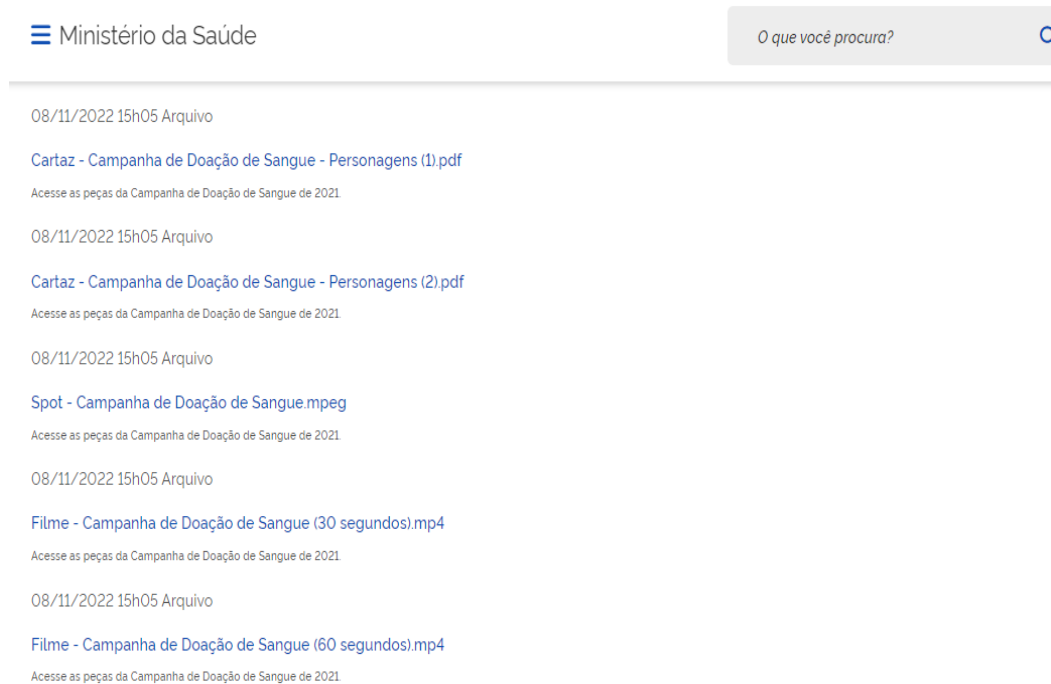 Ministério da Saúde
O que você procura?
08/11/2022 15h05 Arquivo
Cartaz - Campanha de Doação de Sangue - Personagens (1).pdf
Acesse as peças da Campanha de Doação de Sangue de 2021.
08/11/2022 15h05 Arquivo
Cartaz - Campanha de Doação de Sangue - Personagens (2).pdf
Acesse as peças da Campanha de Doação de Sangue de 2021.
08/11/2022 15h05 Arquivo
Spot - Campanha de Doação de Sangue.mpeg
Acesse as peças da Campanha de Doação de Sangue de 2021.
08/11/2022 15h05 Arquivo
Filme - Campanha de Doação de Sangue (30 segundos).mp4
Acesse as peças da Campanha de Doação de Sangue de 2021.
08/11/2022 15h05 Arquivo
Filme - Campanha de Doação de Sangue (60 segundos).mp4
Acesse as peças da Campanha de Doação de Sangue de 2021.